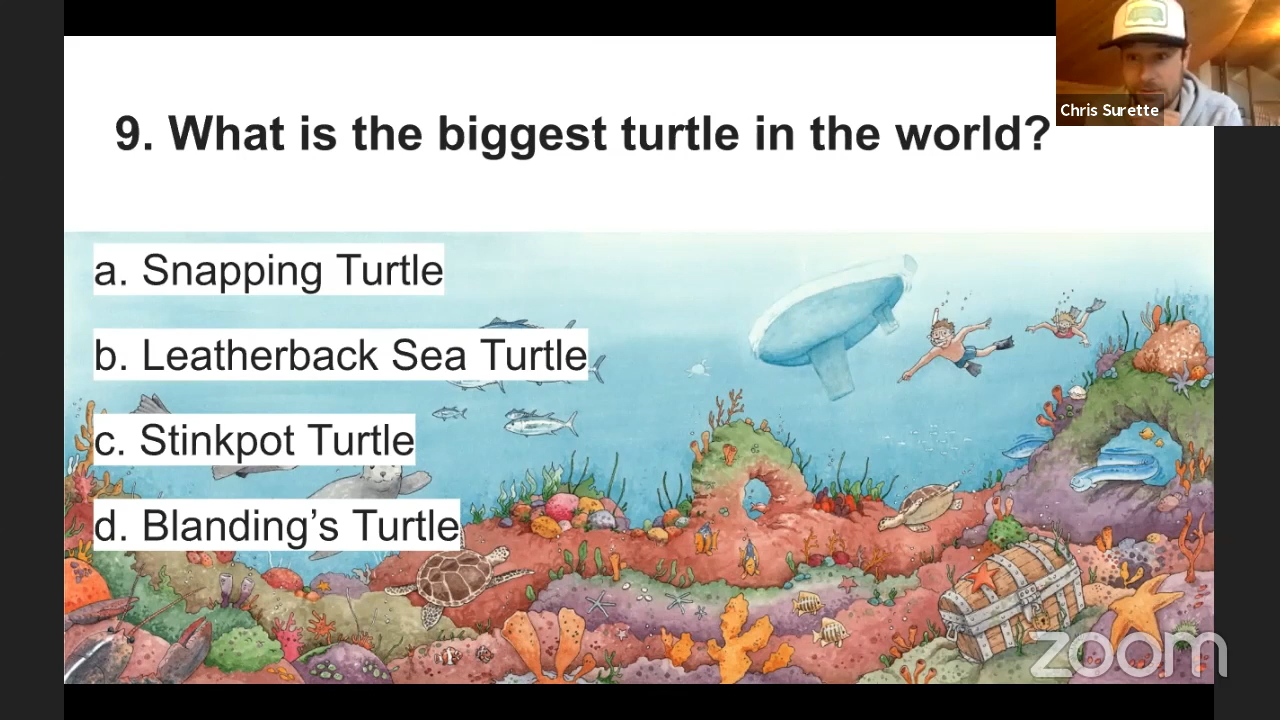 Chris Surette
9. What is the biggest turtle in the world?
a. Snapping Turtle
b. Leatherback Sea Turtle
c. Stinkpot Turtle
d. Blanding’s Turtle
zoom